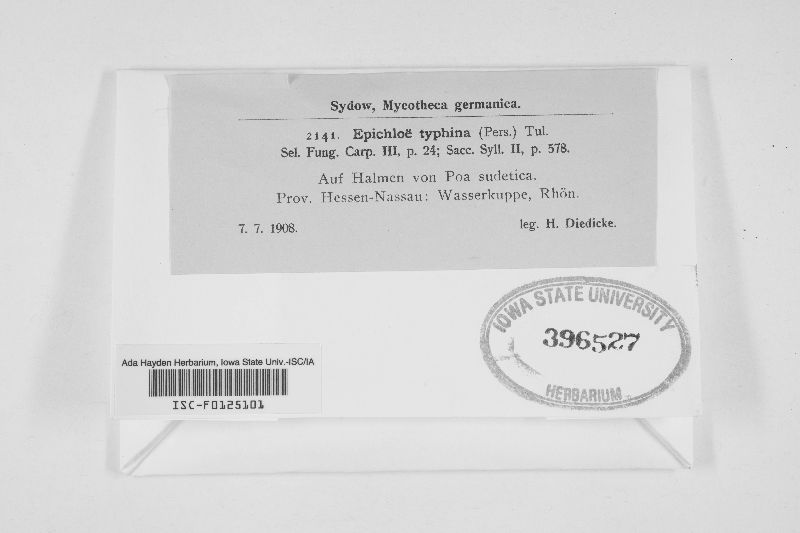 Sydow, Mycotheca germanica.
2141. Epichloë typhina (Pers.) Tul.
Sel. Fung. Carp. III, p. 24; Sacc. Syll. II, p. 578.
Auf Halmen von Poa sudetica.
Prov. Hessen-Nassau: Wasserkuppe, Rhön.
7. 7. 1908. leg. H. Diedicke.
IOWA STATE UNIVERSITY
396527
HERBARIUM
Ada Hayden Herbarium, Iowa State Univ.-ISC/IA
ISC-F0125101